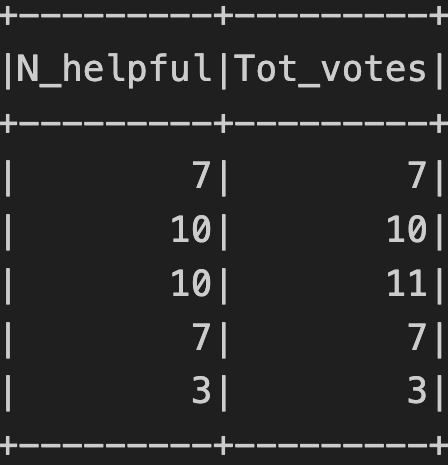 +---------+---------+
|N_helpful|Tot_votes|
+---------+---------+
|        7|        7|
|       10|       10|
|       10|       11|
|        7|        7|
|        3|        3|
+---------+---------+